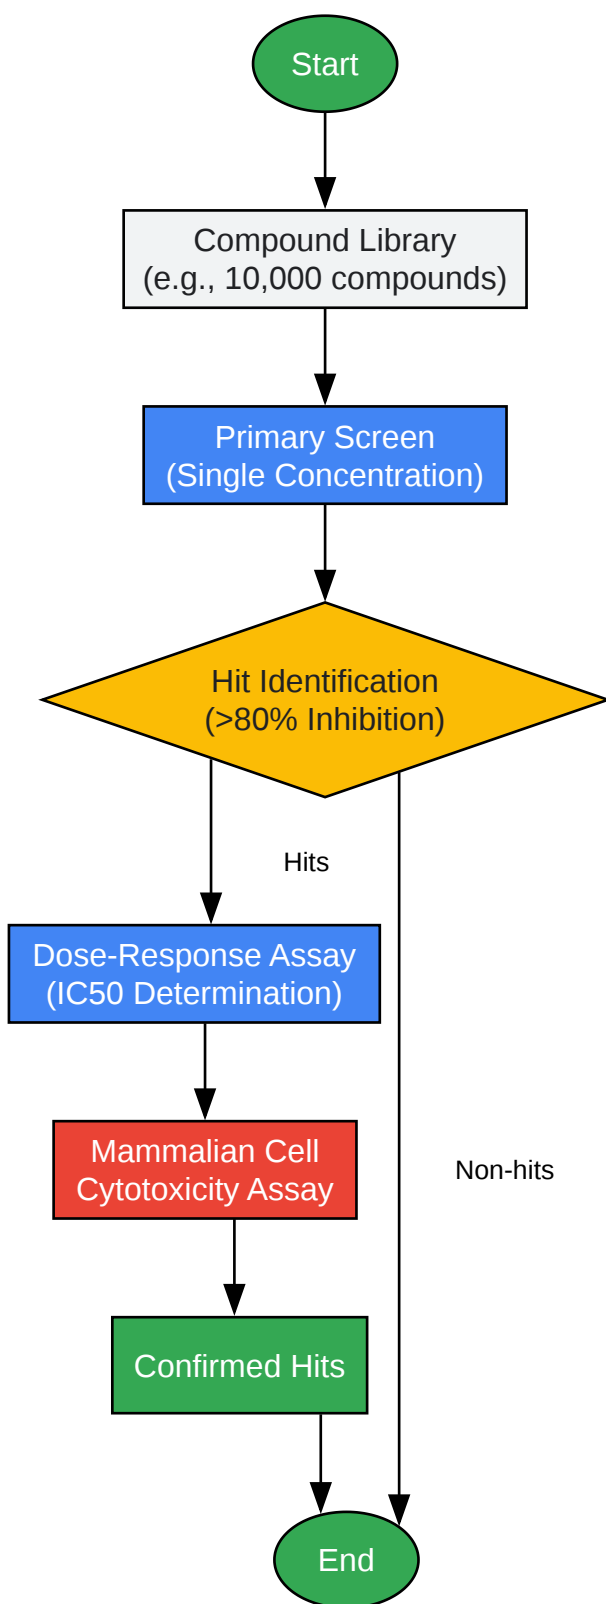 Start
Compound Library
(e.g., 10,000 compounds)
Primary Screen
(Single Concentration)
Hit Identification
(>80% Inhibition)
Hits
Dose-Response Assay
(IC50 Determination)
Mammalian Cell
Cytotoxicity Assay
Non-hits
Confirmed Hits
End